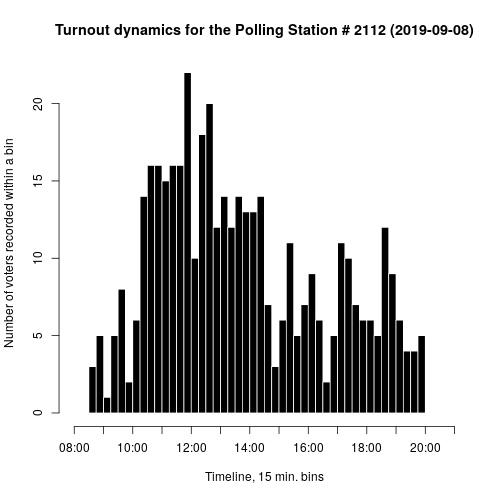 Turnout dynamics for the Polling Station # 2112 (2019-09-08)
Number of voters recorded within a bin
20
15
10
5
0
08:00 10:00 12:00 14:00 16:00 18:00 20:00
Timeline, 15 min. bins